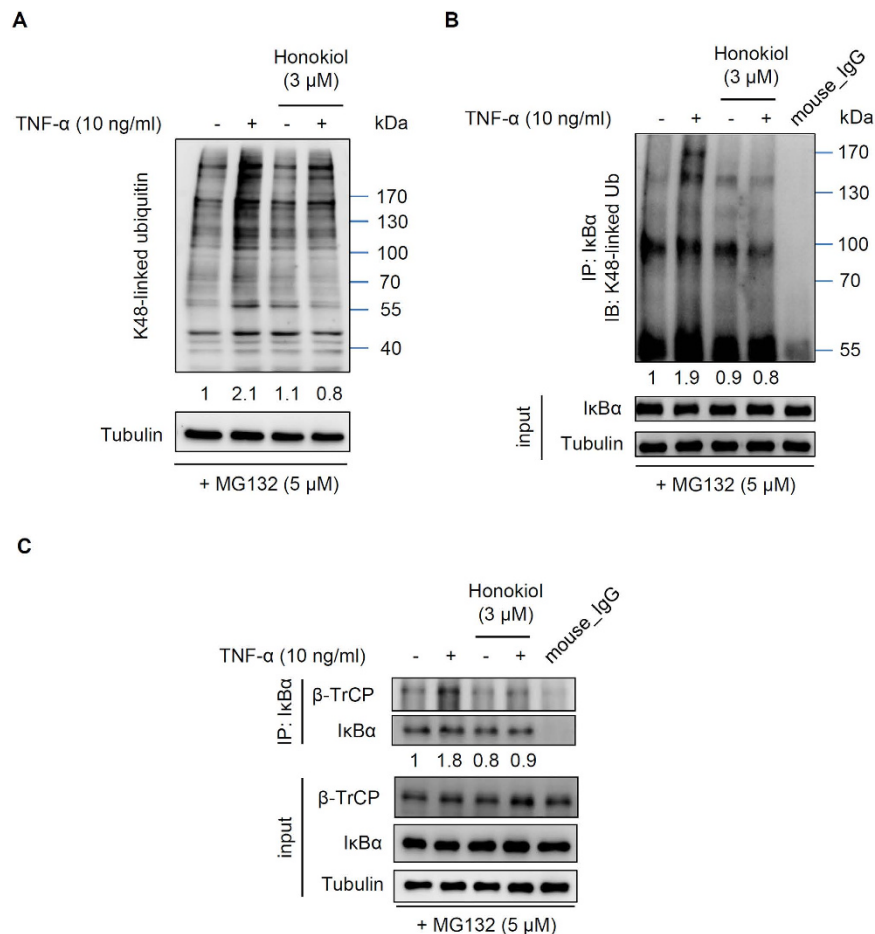 A
Honokiol
(3 µM)
TNF-α (10 ng/ml) - + - + kDa
K48-linked ubiquitin
170
130
100
70
55
40
1 2.1 1.1 0.8
Tubulin
+ MG132 (5 µM)
B
Honokiol
(3 µM)
mouse_IgG
TNF-α (10 ng/ml) - + - + kDa
IP: IκBα
IB: K48-linked Ub
170
130
100
70
55
1 1.9 0.9 0.8
input
IκBα
Tubulin
+ MG132 (5 µM)
C
Honokiol
(3 µM)
mouse_IgG
TNF-α (10 ng/ml) - + - +
IP: IκBα
β-TrCP
IκBα
1 1.8 0.8 0.9
input
β-TrCP
IκBα
Tubulin
+ MG132 (5 µM)